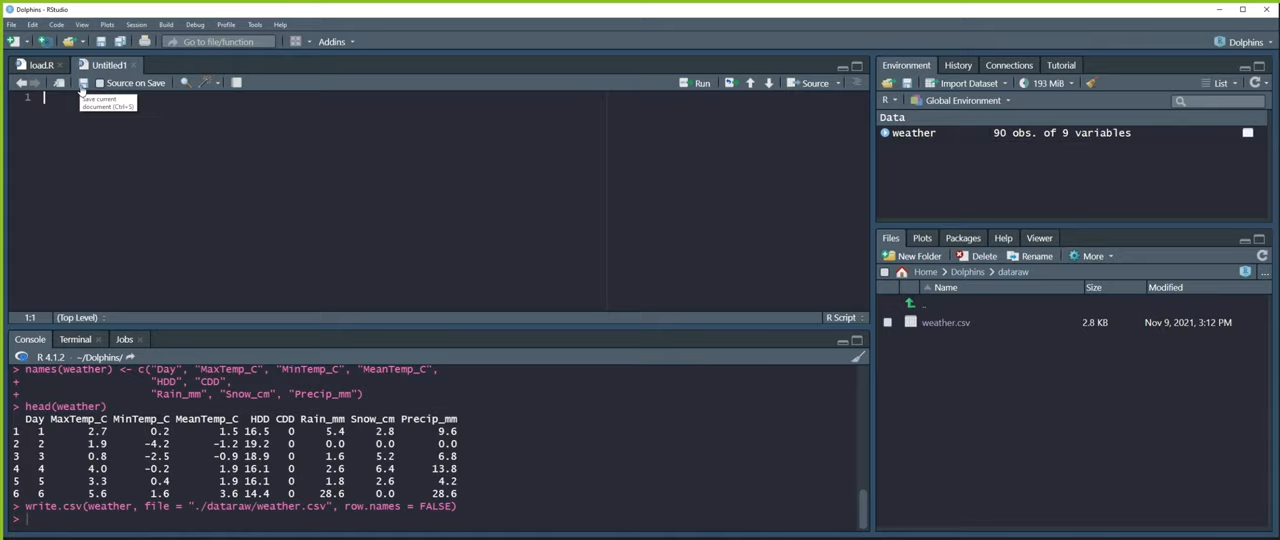 Dolphins - RStudio
File Edit Code View Plots Session Build Debug Profile Tools Help
Go to file/function Addins Dolphins
load.R Untitled1
Source on Save Run Source
1
Save current
document (Ctrl+S)
1:1 (Top Level) R Script
Console Terminal Jobs
R 4.1.2 · ~/Dolphins/
> names(weather) <- c("Day", "MaxTemp_C", "MinTemp_C", "MeanTemp_C",
+ "HDD", "CDD",
+ "Rain_mm", "Snow_cm", "Precip_mm")
> head(weather)
Day MaxTemp_C MinTemp_C MeanTemp_C HDD CDD Rain_mm Snow_cm Precip_mm
1 1 2.7 0.2 1.5 16.5 0 5.4 2.8 9.6
2 2 1.9 -4.2 -1.2 19.2 0 0.0 0.0 0.0
3 3 0.8 -2.5 -0.9 18.9 0 1.6 5.2 6.8
4 4 4.0 -0.2 1.9 16.1 0 2.6 6.4 13.8
5 5 3.3 0.4 1.9 16.1 0 1.8 2.6 4.2
6 6 5.6 1.6 3.6 14.4 0 28.6 0.0 28.6
> write.csv(weather, file = "./dataraw/weather.csv", row.names = FALSE)
>
Environment History Connections Tutorial
Import Dataset 193 MiB List
R Global Environment
Data
weather 90 obs. of 9 variables
Files Plots Packages Help Viewer
New Folder Delete Rename More
Home > Dolphins > dataraw ...
Name Size Modified
..
weather.csv 2.8 KB Nov 9, 2021, 3:12 PM